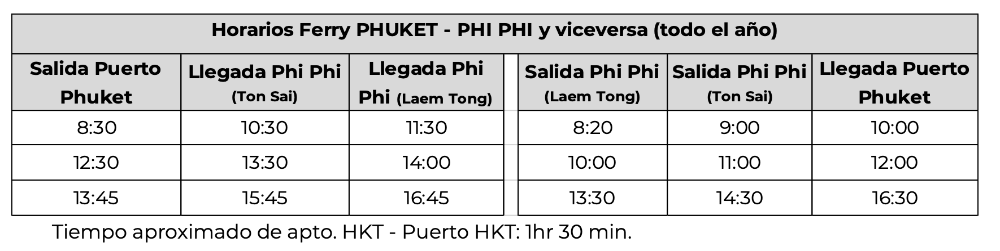 Horarios Ferry PHUKET - PHI PHI y viceversa (todo el año)
Salida Puerto Phuket Llegada Phi Phi (Ton Sai) Llegada Phi Phi (Laem Tong) Salida Phi Phi (Laem Tong) Salida Phi Phi (Ton Sai) Llegada Puerto Phuket
8:30 10:30 11:30 8:20 9:00 10:00
12:30 13:30 14:00 10:00 11:00 12:00
13:45 15:45 16:45 13:30 14:30 16:30
Tiempo aproximado de apto. HKT - Puerto HKT: 1hr 30 min.